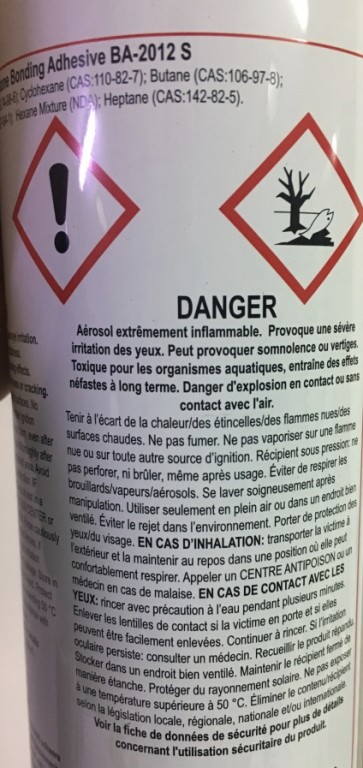 Bonding Adhesive BA-2012 S
Cyclohexane (CAS:110-82-7); Butane (CAS:106-97-8);
Hexane Mixture (NDA); Heptane (CAS:142-82-5).
DANGER
Aérosol extrêmement inflammable. Provoque une sévère
irritation des yeux. Peut provoquer somnolence ou vertiges.
Toxique pour les organismes aquatiques, entraîne des effets
néfastes à long terme. Danger d'explosion en contact ou sans
contact avec l'air.
Tenir à l'écart de la chaleur/des étincelles/des flammes nues/des
surfaces chaudes. Ne pas fumer. Ne pas vaporiser sur une flamme
nue ou sur toute autre source d'ignition. Récipient sous pression: ne
pas perforer, ni brûler, même après usage. Éviter de respirer les
brouillards/vapeurs/aérosols. Se laver soigneusement après
manipulation. Utiliser seulement en plein air ou dans un endroit bien
ventilé. Éviter le rejet dans l'environnement. Porter de protection des
yeux/du visage. EN CAS D'INHALATION: transporter la victime à
l'extérieur et la maintenir au repos dans une position où elle peut
confortablement respirer. Appeler un CENTRE ANTIPOISON ou un
médecin en cas de malaise. EN CAS DE CONTACT AVEC LES
YEUX: rincer avec précaution à l'eau pendant plusieurs minutes.
Enlever les lentilles de contact si la victime en porte et si elles
peuvent être facilement enlevées. Continuer à rincer. Si l'irritation
oculaire persiste: consulter un médecin. Recueillir le produit répandu.
Stocker dans un endroit bien ventilé. Maintenir le récipient fermé de
manière étanche. Protéger du rayonnement solaire. Ne pas exposer
à une température supérieure à 50 °C. Éliminer le contenu/récipient
selon la législation locale, régionale, nationale et/ou internationale.
Voir la fiche de données de sécurité pour plus de détails
concernant l'utilisation sécuritaire du produit.